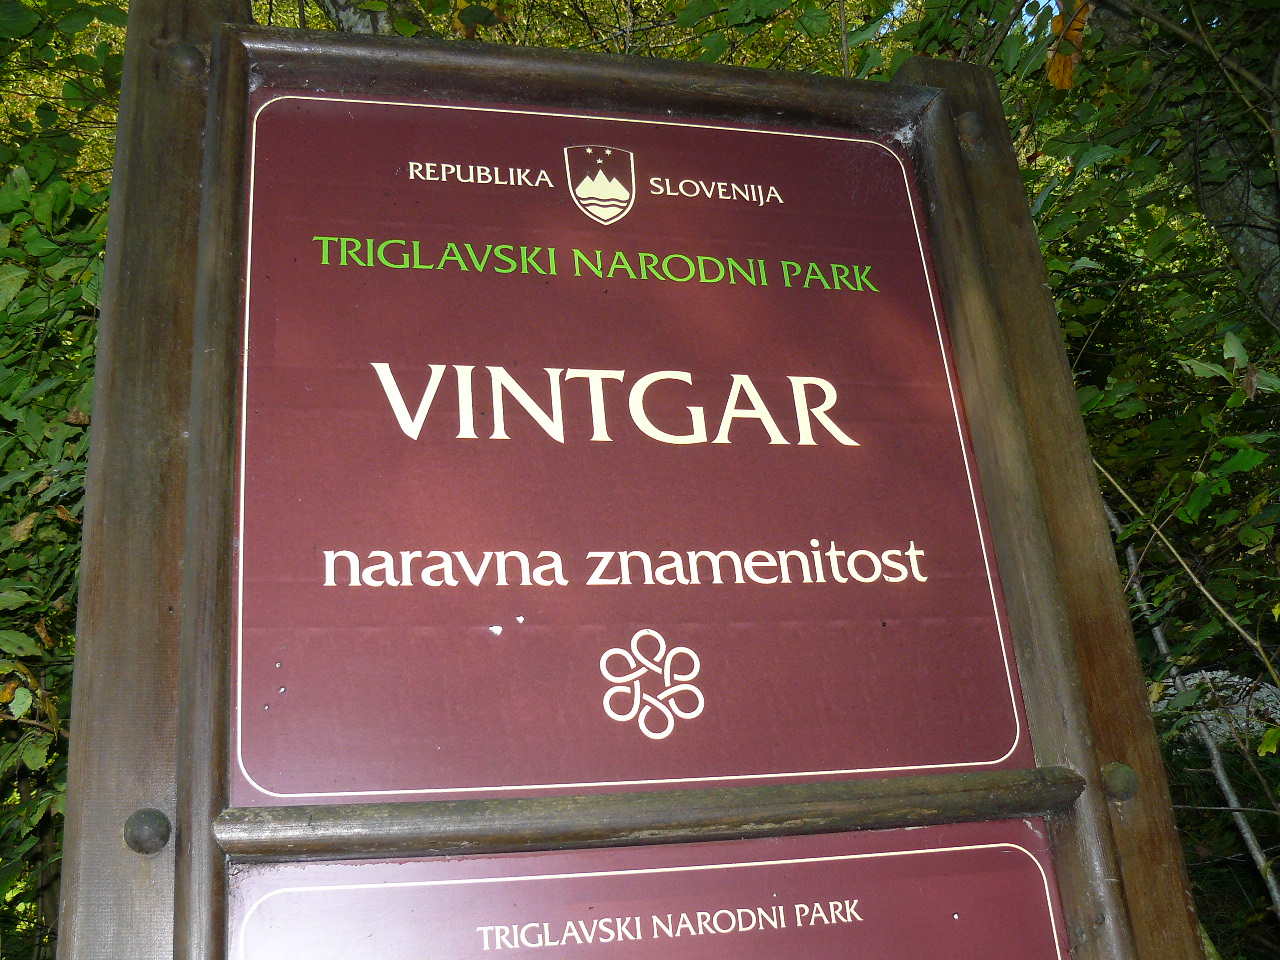 REPUBLIKA SLOVENIJA
TRIGLAVSKI NARODNI PARK
VINTGAR
naravna znamenitost
TRIGLAVSKI NARODNI PARK